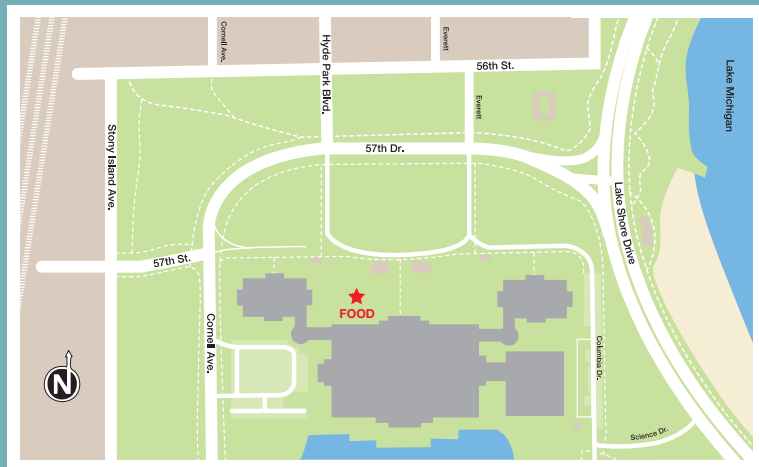 Cornell Ave.
Hyde Park Blvd.
Everett
56th St.
Lake Michigan
Everett
Stony Island Ave.
57th Dr.
Lake Shore Drive
57th St.
FOOD
Cornell Ave.
Columbia Dr.
N
Science Dr.